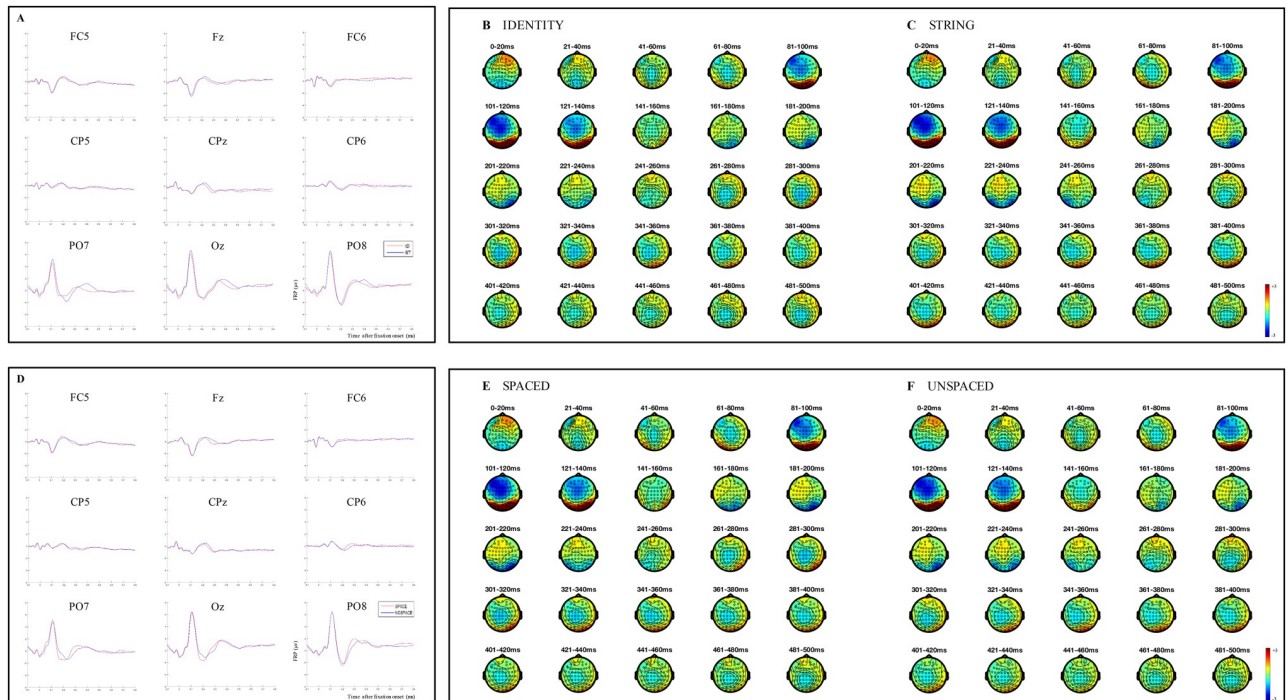 A
FC5 Fz FC6
CP5 CPz CP6
PO7 Oz PO8
ID
ST
FRP (µv)
Time after fixation onset (ms)
B IDENTITY
0-20ms 21-40ms 41-60ms 61-80ms 81-100ms
101-120ms 121-140ms 141-160ms 161-180ms 181-200ms
201-220ms 221-240ms 241-260ms 261-280ms 281-300ms
301-320ms 321-340ms 341-360ms 361-380ms 381-400ms
401-420ms 421-440ms 441-460ms 461-480ms 481-500ms
C STRING
0-20ms 21-40ms 41-60ms 61-80ms 81-100ms
101-120ms 121-140ms 141-160ms 161-180ms 181-200ms
201-220ms 221-240ms 241-260ms 261-280ms 281-300ms
301-320ms 321-340ms 341-360ms 361-380ms 381-400ms
401-420ms 421-440ms 441-460ms 461-480ms 481-500ms
D
FC5 Fz FC6
CP5 CPz CP6
PO7 Oz PO8
SPACE
NOSPACE
FRP (µv)
Time after fixation onset (ms)
E SPACED
0-20ms 21-40ms 41-60ms 61-80ms 81-100ms
101-120ms 121-140ms 141-160ms 161-180ms 181-200ms
201-220ms 221-240ms 241-260ms 261-280ms 281-300ms
301-320ms 321-340ms 341-360ms 361-380ms 381-400ms
401-420ms 421-440ms 441-460ms 461-480ms 481-500ms
F UNSPACED
0-20ms 21-40ms 41-60ms 61-80ms 81-100ms
101-120ms 121-140ms 141-160ms 161-180ms 181-200ms
201-220ms 221-240ms 241-260ms 261-280ms 281-300ms
301-320ms 321-340ms 341-360ms 361-380ms 381-400ms
401-420ms 421-440ms 441-460ms 461-480ms 481-500ms